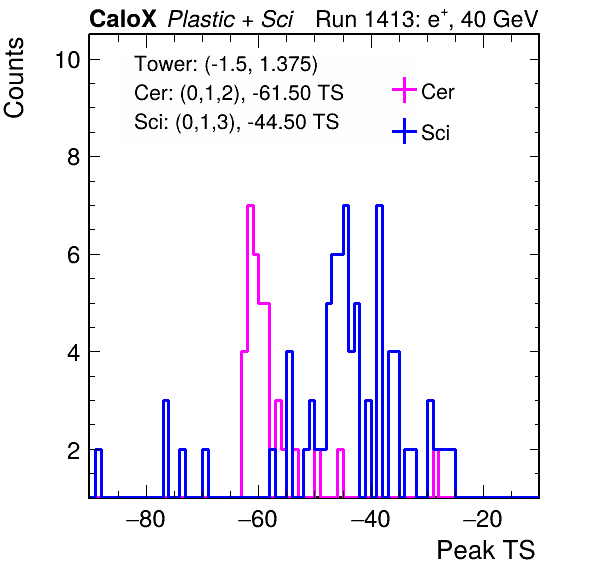 CaloX Plastic + Sci Run 1413: e⁺, 40 GeV
Tower: (-1.5, 1.375)
Cer: (0,1,2), -61.50 TS
Sci: (0,1,3), -44.50 TS
Cer
Sci
Counts
10
8
6
4
2
−80 −60 −40 −20
Peak TS